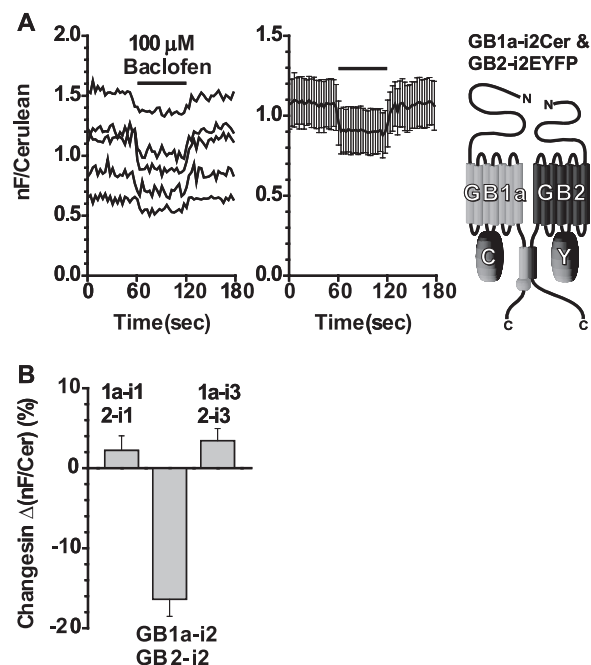 A
2.0
1.5
1.0
0.5
0.0
nF/Cerulean
100 μM
Baclofen
0
60
120
180
Time(sec)
1.5
1.0
0.5
0.0
0
60
120
180
Time(sec)
GB1a-i2Cer &
GB2-i2EYFP
N
N
GB1a
GB2
C
Y
C
C
B
10
0
-10
-20
Changesin Δ(nF/Cer) (%)
1a-i1
2-i1
1a-i3
2-i3
GB1a-i2
GB2-i2